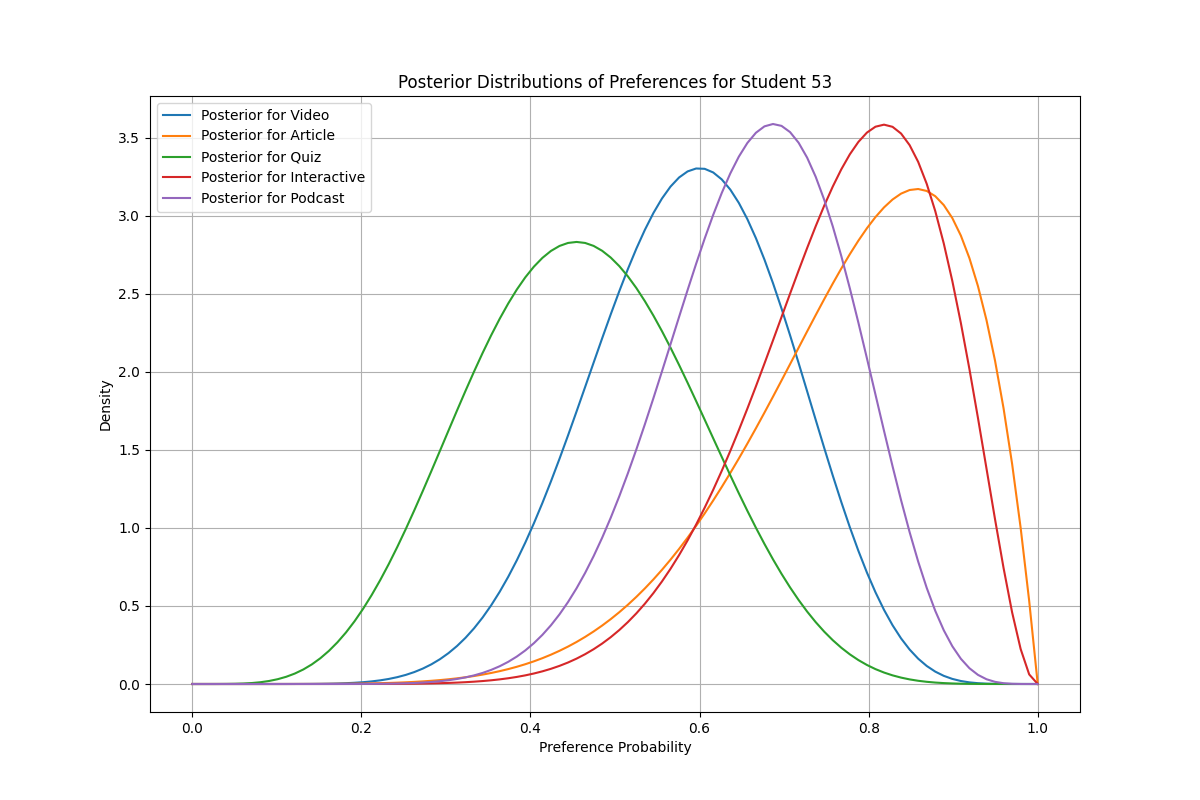 Posterior Distributions of Preferences for Student 53
Posterior for Video
Posterior for Article
Posterior for Quiz
Posterior for Interactive
Posterior for Podcast
3.5
3.0
2.5
2.0
1.5
1.0
0.5
0.0
Density
0.0 0.2 0.4 0.6 0.8 1.0
Preference Probability